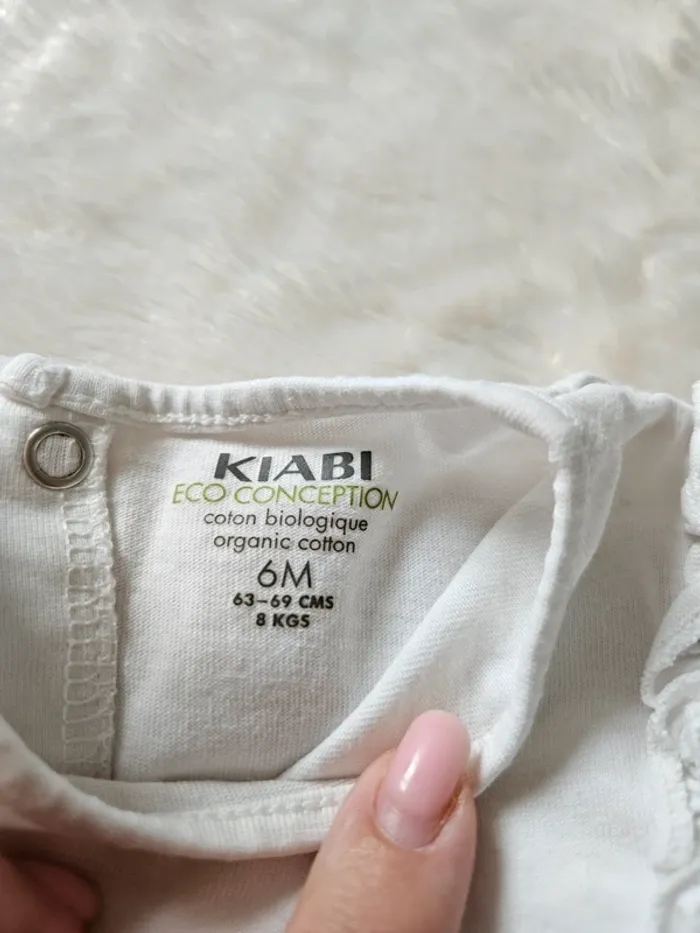 KIABI
ECO CONCEPTION
coton biologique
organic cotton
6M
63-69 CMS
8 KGS